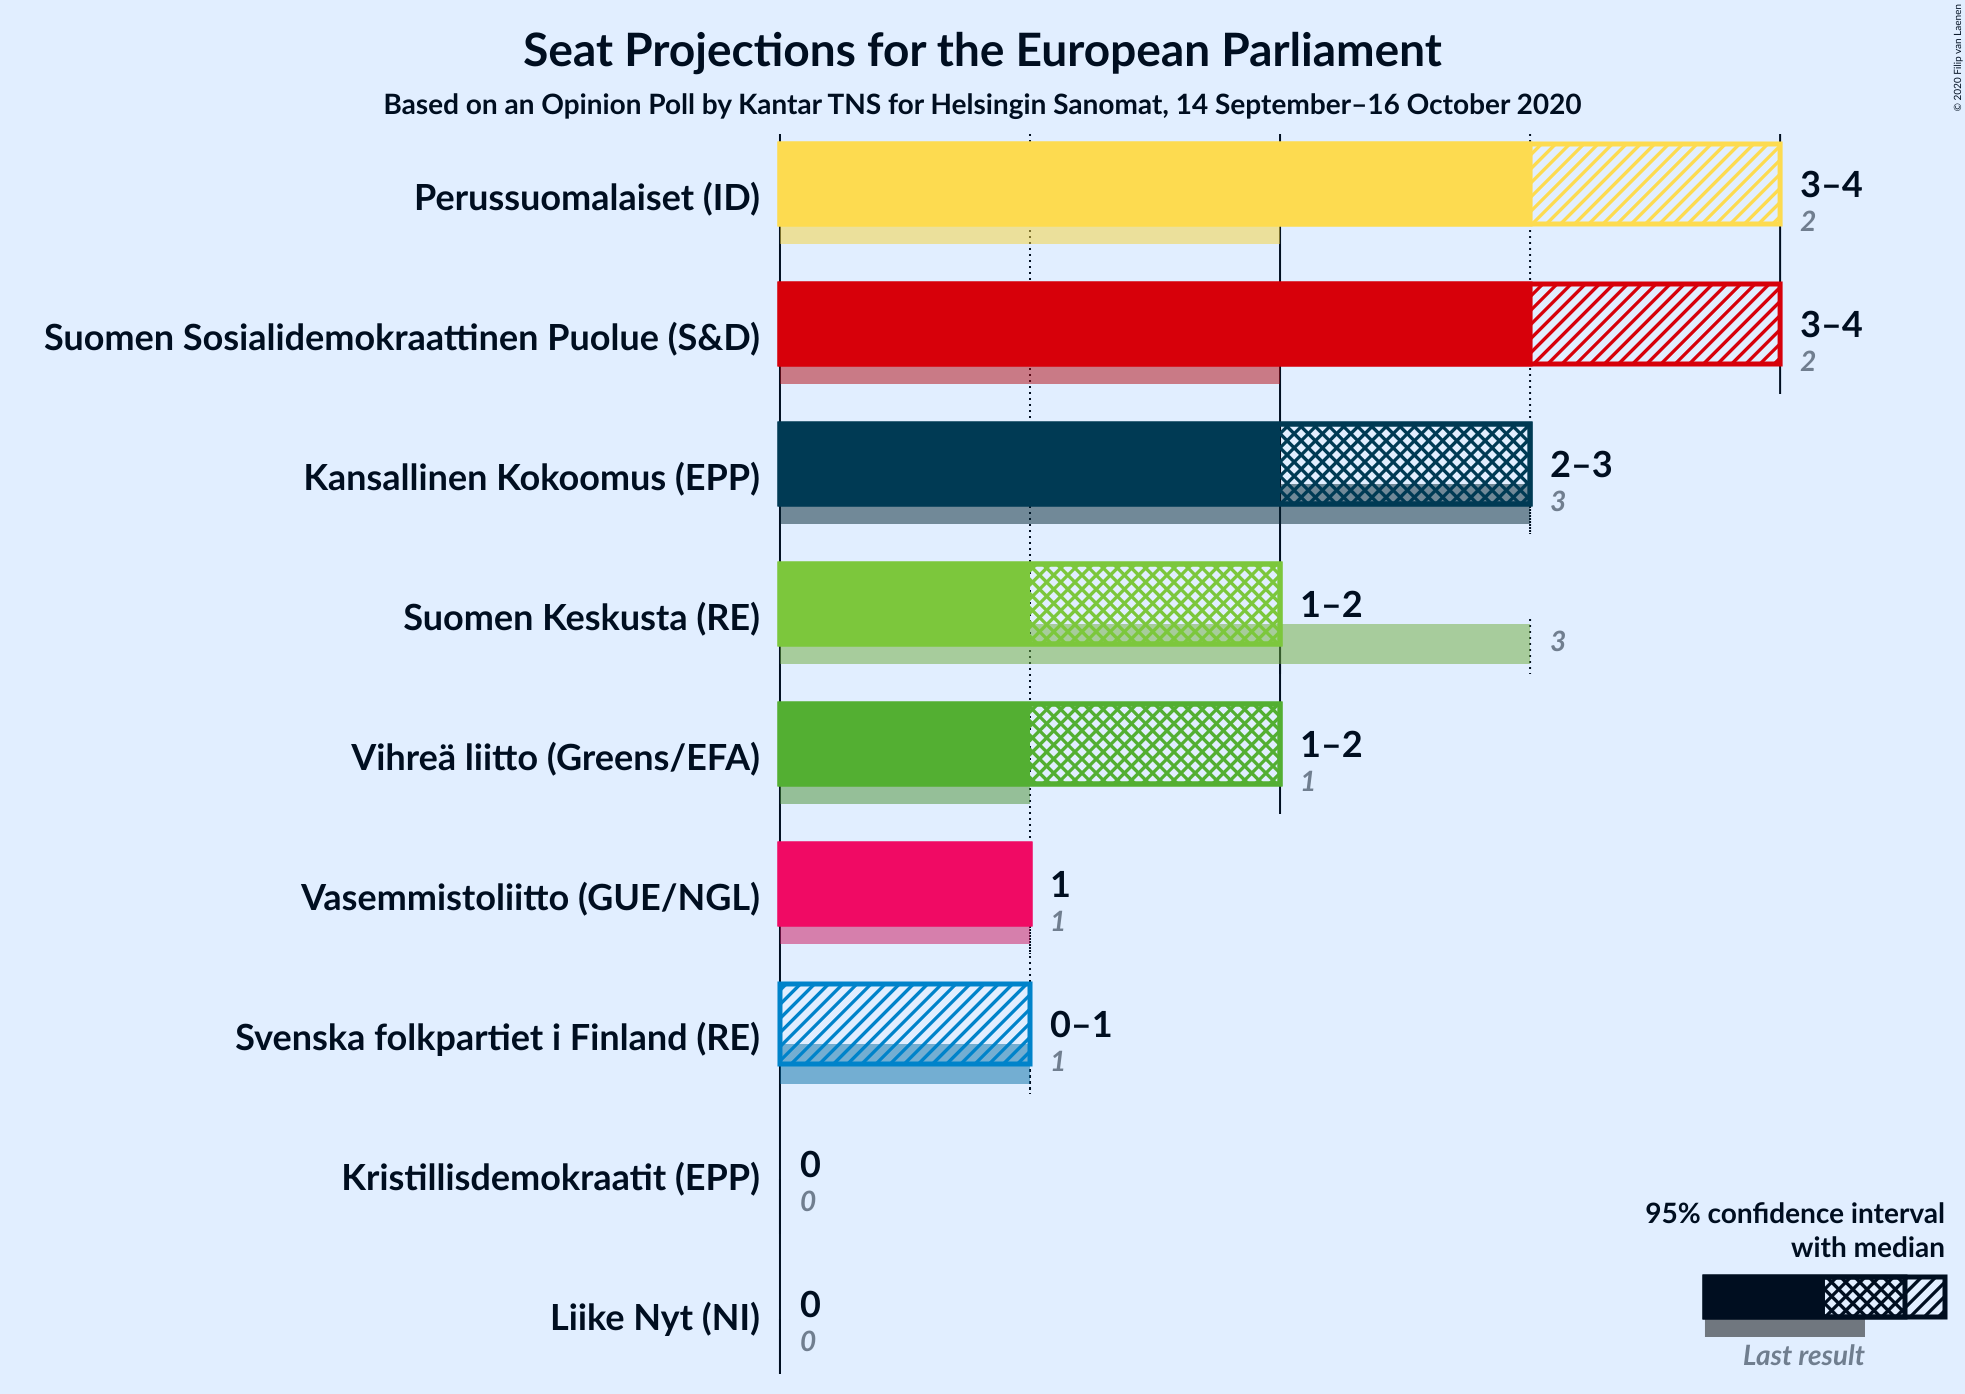 Seat Projections for the European Parliament
Based on an Opinion Poll by Kantar TNS for Helsingin Sanomat, 14 September–16 October 2020
© 2020 Filip van Laenen
Perussuomalaiset (ID)
3–4
2
Suomen Sosialidemokraattinen Puolue (S&D)
3–4
2
Kansallinen Kokoomus (EPP)
2–3
3
Suomen Keskusta (RE)
1–2
3
Vihreä liitto (Greens/EFA)
1–2
1
Vasemmistoliitto (GUE/NGL)
1
1
Svenska folkpartiet i Finland (RE)
0–1
1
Kristillisdemokraatit (EPP)
0
0
Liike Nyt (NI)
0
0
95% confidence interval
with median
Last result